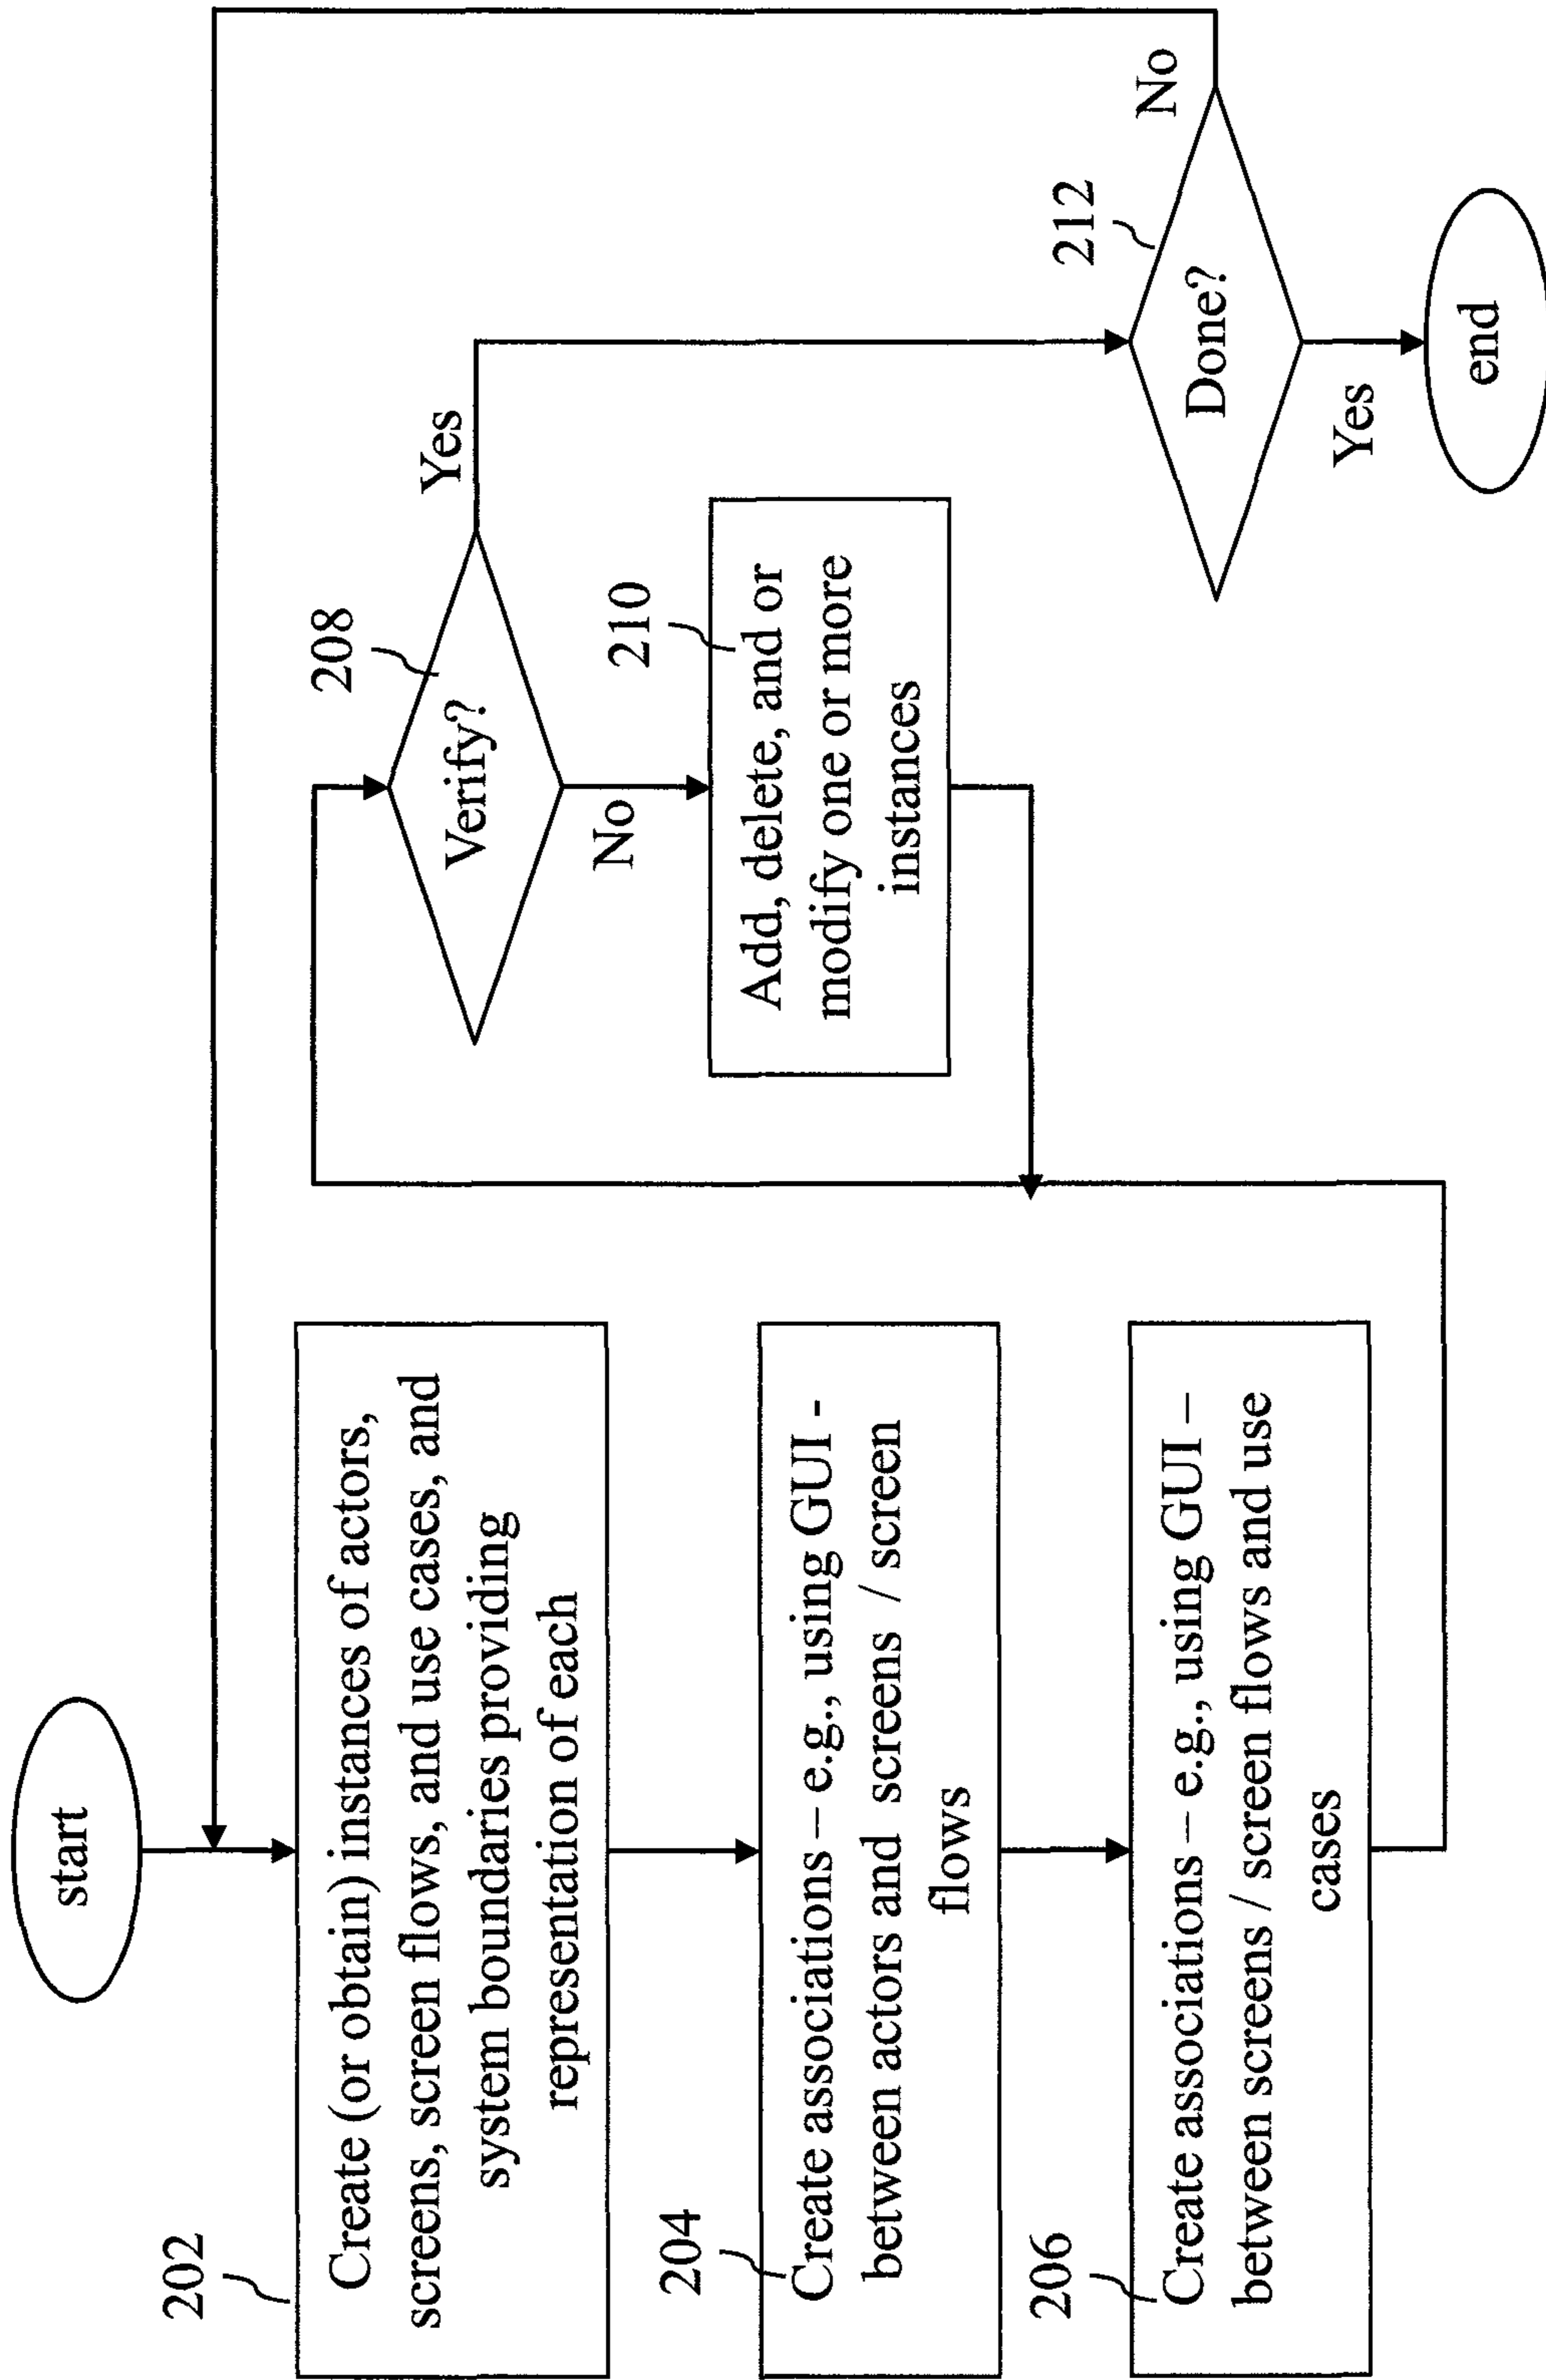 start
202
Create (or obtain) instances of actors,
screens, screen flows, and use cases, and
system boundaries providing
representation of each
204
Create associations – e.g., using GUI -
between actors and screens / screen
flows
206
Create associations – e.g., using GUI –
between screens / screen flows and use
cases
208
Verify?
Yes
No
210
Add, delete, and or
modify one or more
instances
212
Done?
No
Yes
end